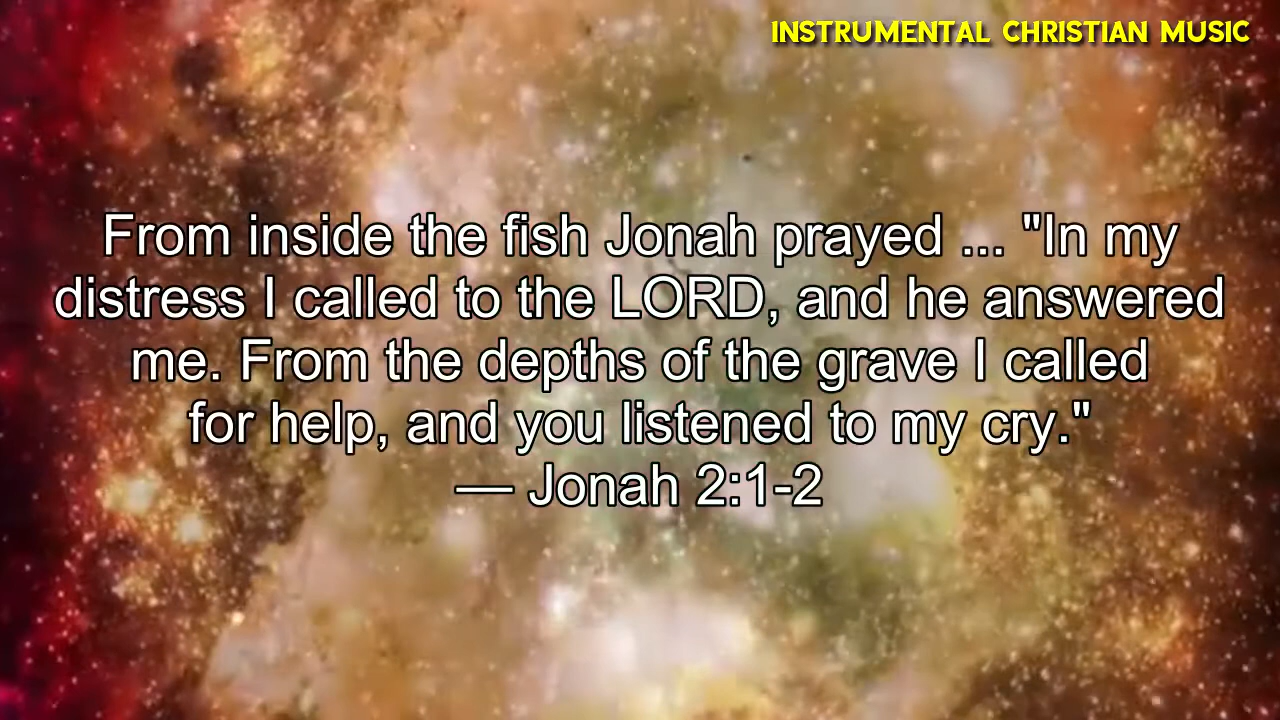 INSTRUMENTAL CHRISTIAN MUSIC
From inside the fish Jonah prayed ... "In my
distress I called to the LORD, and he answered
me. From the depths of the grave I called
for help, and you listened to my cry."
— Jonah 2:1-2